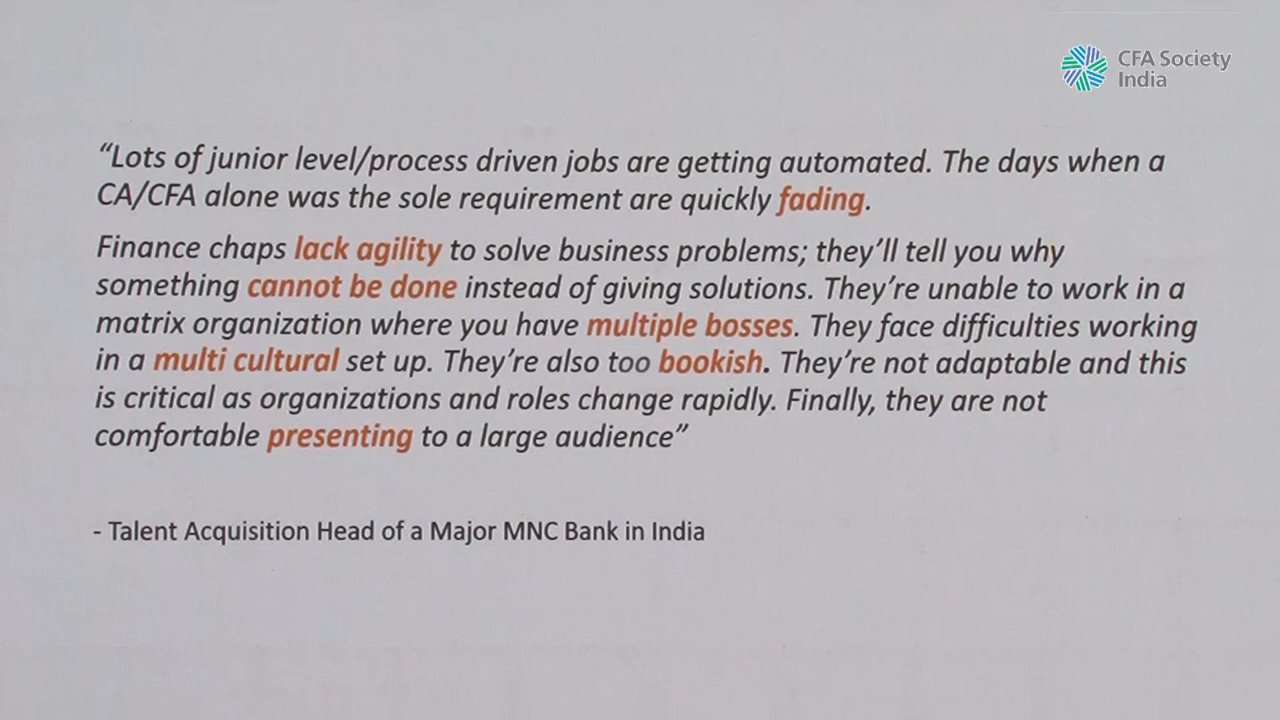 CFA Society
India
“Lots of junior level/process driven jobs are getting automated. The days when a
CA/CFA alone was the sole requirement are quickly fading.
Finance chaps lack agility to solve business problems; they’ll tell you why
something cannot be done instead of giving solutions. They’re unable to work in a
matrix organization where you have multiple bosses. They face difficulties working
in a multi cultural set up. They’re also too bookish. They’re not adaptable and this
is critical as organizations and roles change rapidly. Finally, they are not
comfortable presenting to a large audience”
- Talent Acquisition Head of a Major MNC Bank in India